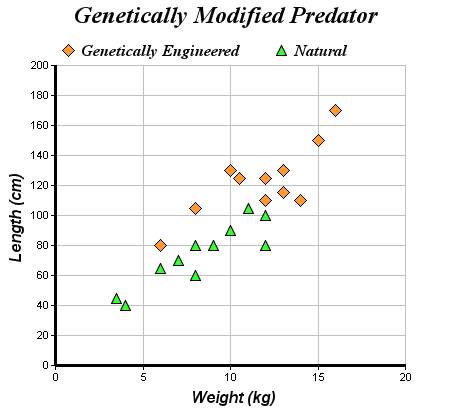 Genetically Modified Predator
Genetically Engineered Natural
200
180
160
140
120
100
80
60
40
20
0
0 5 10 15 20
Length (cm)
Weight (kg)